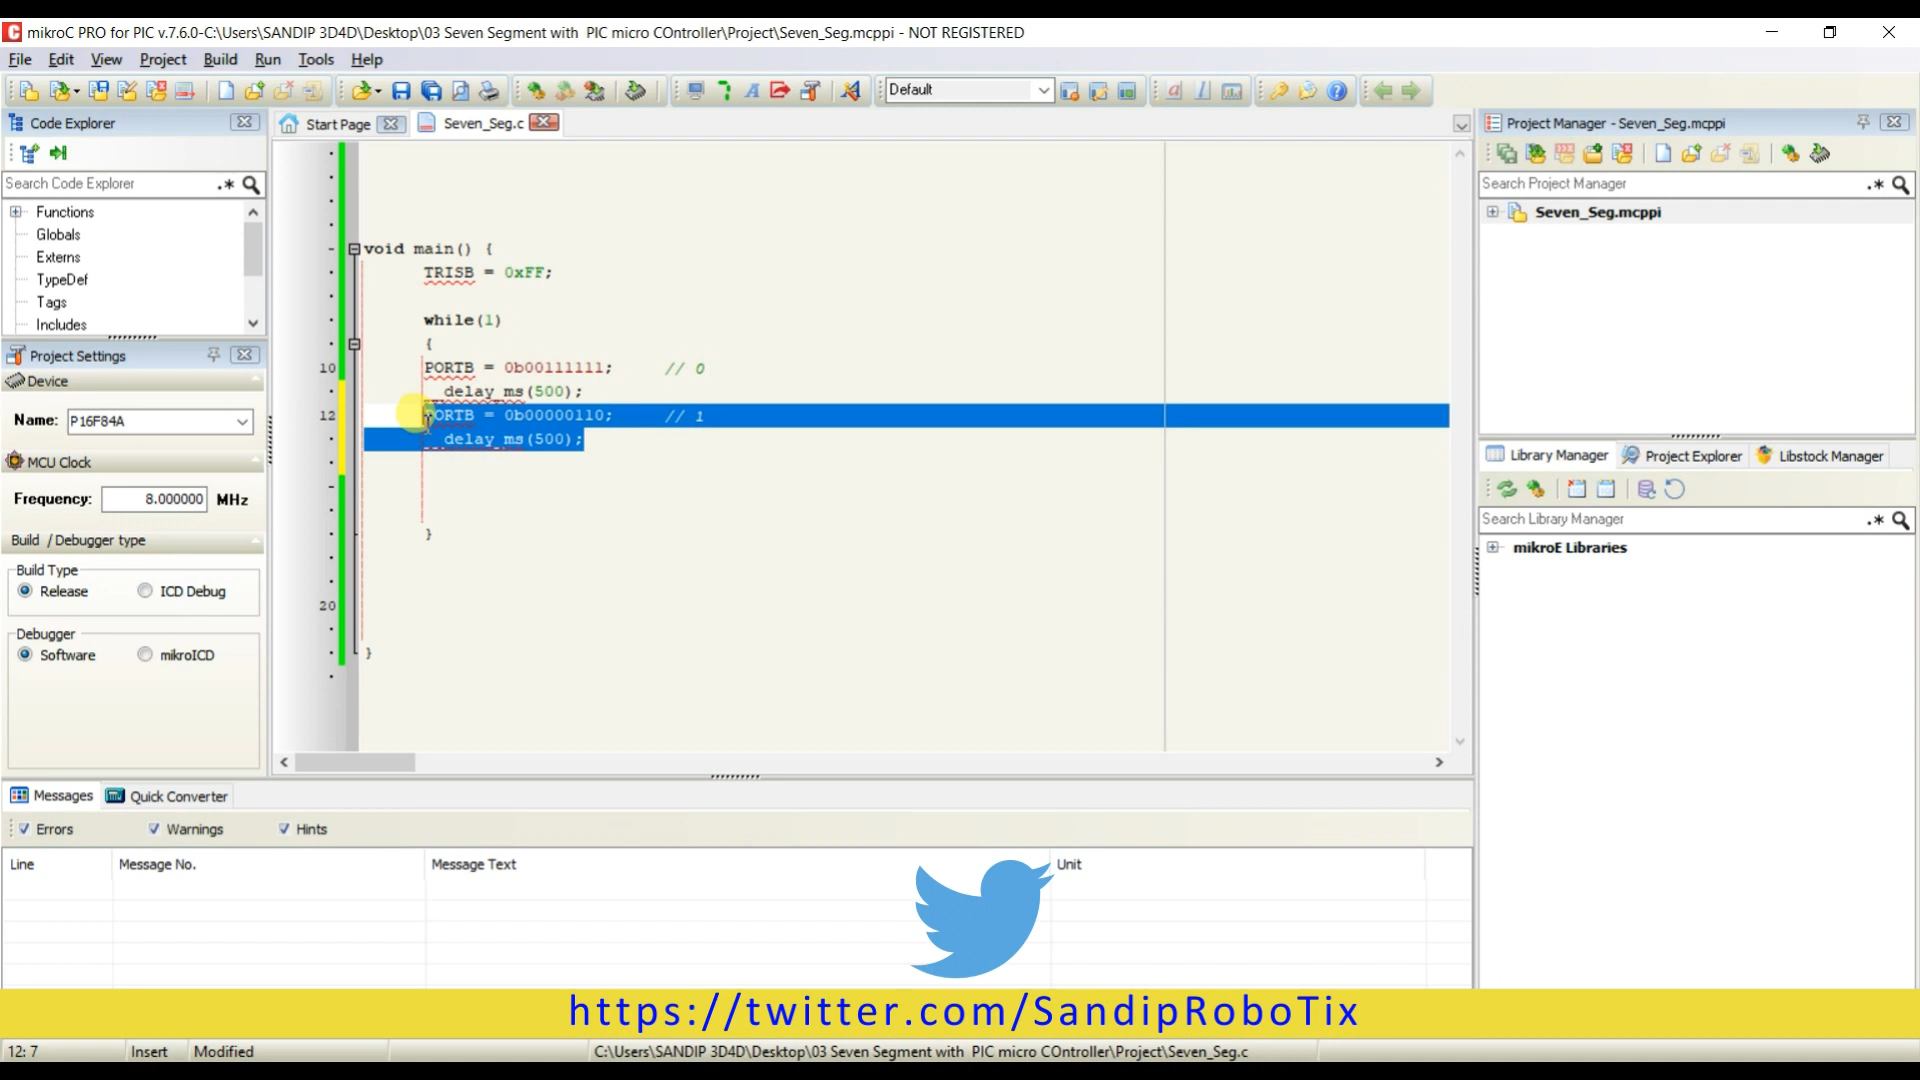 mikroC PRO for PIC v.7.6.0-C:\Users\SANDIP 3D4D\Desktop\03 Seven Segment with  PIC micro COntroller\Project\Seven_Seg.mcppi - NOT REGISTERED
File Edit View Project Build Run Tools Help
Default
Code Explorer
Start Page
Seven_Seg.c
Project Manager - Seven_Seg.mcppi
Search Code Explorer
.*
Search Project Manager
.*
Functions
Globals
Externs
TypeDef
Tags
Includes
Seven_Seg.mcppi
void main() {
TRISB = 0xFF;
while(1)
{
10 PORTB = 0b00111111; // 0
delay_ms(500);
12 PORTB = 0b00000110; // 1
delay_ms(500);
}
20
}
Project Settings
Device
Name: P16F84A
MCU Clock
Frequency: 8.000000 MHz
Build / Debugger type
Build Type
Release ICD Debug
Debugger
Software mikroICD
Library Manager Project Explorer Libstock Manager
Search Library Manager
.*
mikroE Libraries
Messages Quick Converter
Errors Warnings Hints
Line Message No. Message Text Unit
https://twitter.com/SandipRoboTix
12: 7 Insert Modified C:\Users\SANDIP 3D4D\Desktop\03 Seven Segment with  PIC micro COntroller\Project\Seven_Seg.c